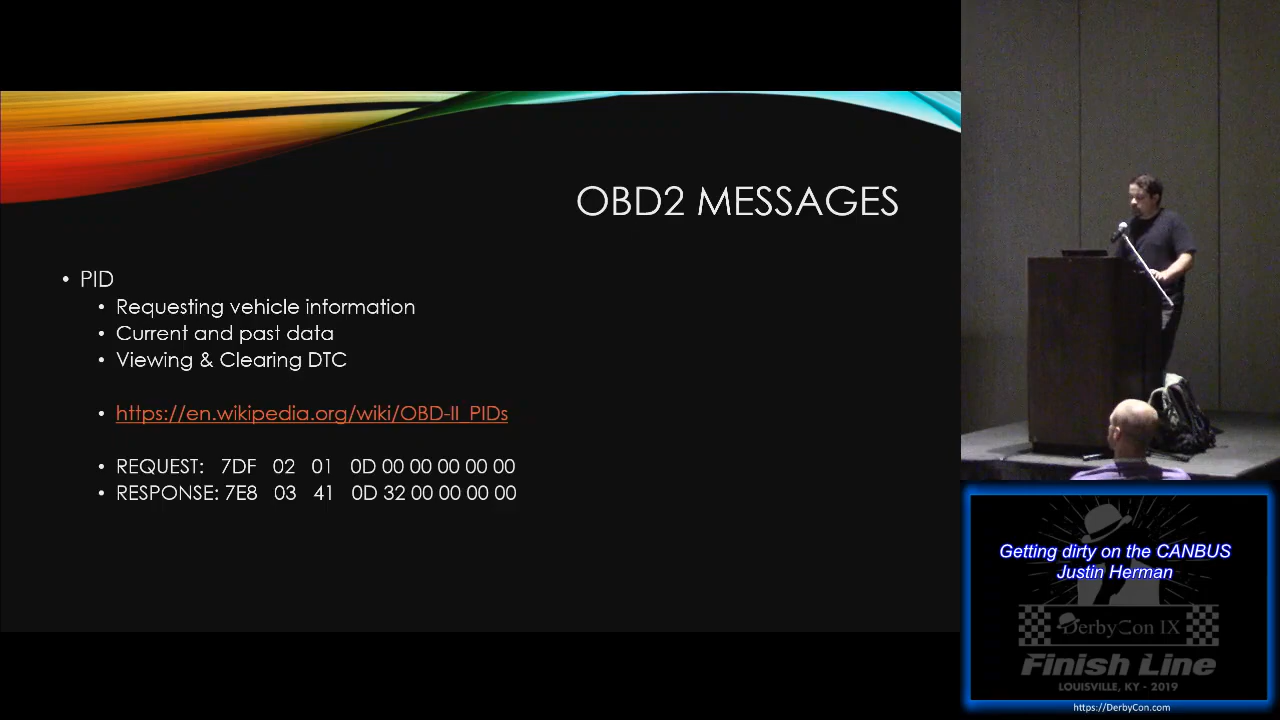 OBD2 MESSAGES
• PID
• Requesting vehicle information
• Current and past data
• Viewing & Clearing DTC
• https://en.wikipedia.org/wiki/OBD-II_PIDs
• REQUEST: 7DF 02 01 0D 00 00 00 00 00
• RESPONSE: 7E8 03 41 0D 32 00 00 00 00
Getting dirty on the CANBUS
Justin Herman
DerbyCon IX
Finish Line
LOUISVILLE, KY - 2019
https://DerbyCon.com